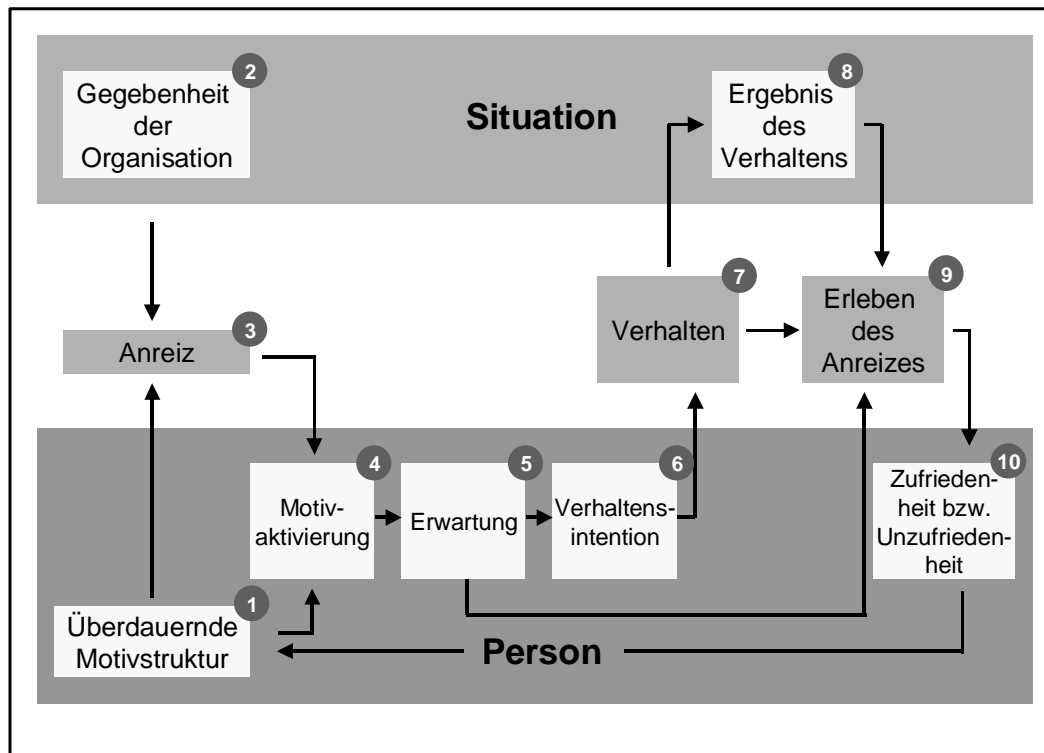 2
Gegebenheit
der
Organisation
Situation
8
Ergebnis
des
Verhaltens
3
Anreiz
7
Verhalten
9
Erleben
des
Anreizes
4
Motiv-
aktivierung
5
Erwartung
6
Verhaltens-
intention
10
Zufrieden-
heit bzw.
Unzufrieden-
heit
1
Überdauernde
Motivstruktur
Person